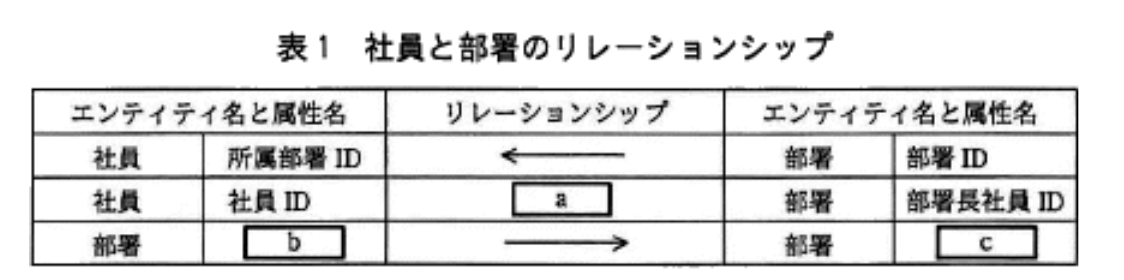 表1 社員と部署のリレーションシップ
エンティティ名と属性名 リレーションシップ エンティティ名と属性名
社員 所属部署 ID ← 部署 部署 ID
社員 社員 ID a 部署 部署長社員 ID
部署 b → 部署 c